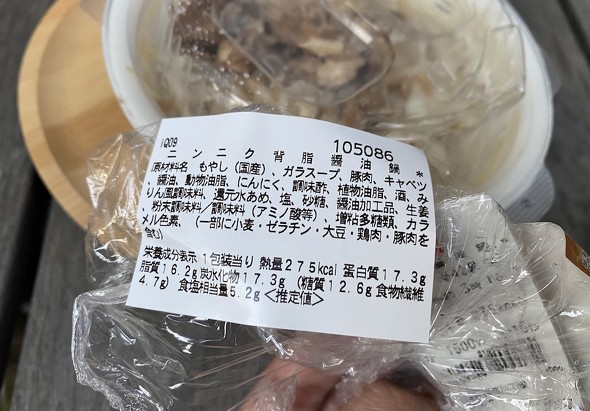 1Q09 105086
ニンニク背脂醤油鍋 *
原材料名 もやし(国産)、ガラスープ、豚肉、キャベツ
醤油、動物油脂、にんにく、調味酢、植物油脂、酒、み
りん風調味料、還元水あめ、塩、砂糖、醤油加工品、生姜
粉末調味料/調味料(アミノ酸等)、増粘多糖類、カラ
メル色素、(一部に小麦・ゼラチン・大豆・鶏肉・豚肉を
含む)
栄養成分表示 1包装当り 熱量275kcal 蛋白質17.3g
脂質16.2g 炭水化物17.3g (糖質12.6g 食物繊維
4.7g) 食塩相当量5.2g<推定値>